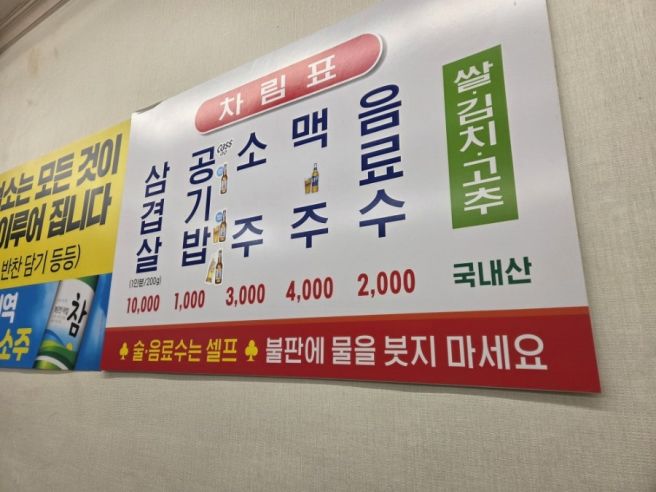 차림표
삼겹살
(1인분/200g)
10,000
공기밥
1,000
소주
3,000
맥주
4,000
음료수
2,000
쌀·김치·고추
국내산
♣ 술·음료수는 셀프 ♣ 불판에 물을 붓지 마세요
소는 모든 것이
이루어 집니다
반찬 담기 등등)
역
소주
참
cass